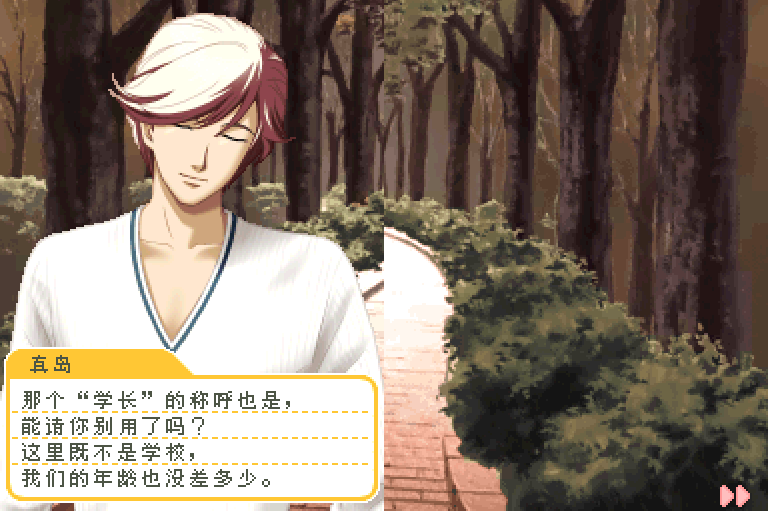 真岛
那个“学长”的称呼也是，
能请你别用了吗？
这里既不是学校，
我们的年龄也没差多少。